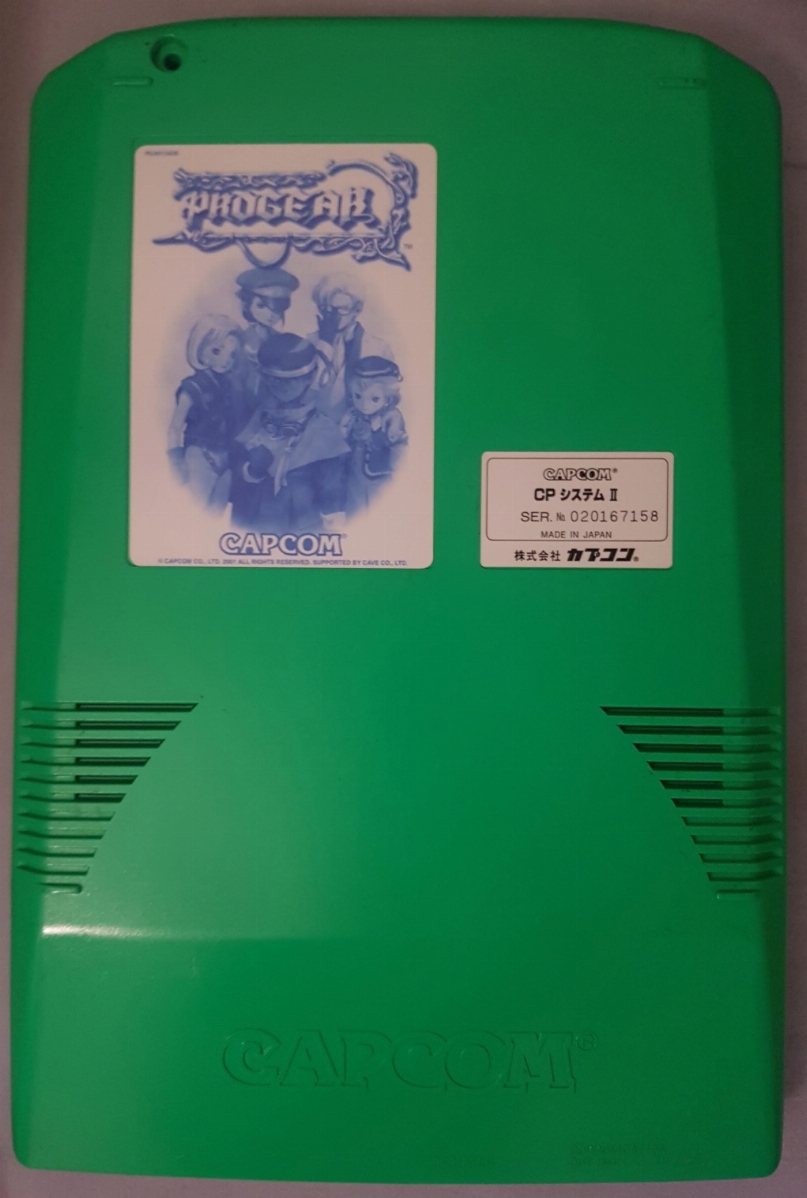 PROGEAR
TM
CAPCOM
© CAPCOM CO., LTD. 2001 ALL RIGHTS RESERVED. SUPPORTED BY CAVE CO., LTD.
CAPCOM®
CP システム II
SER. № 020167158
MADE IN JAPAN
株式会社 カプコン®
CAPCOM®